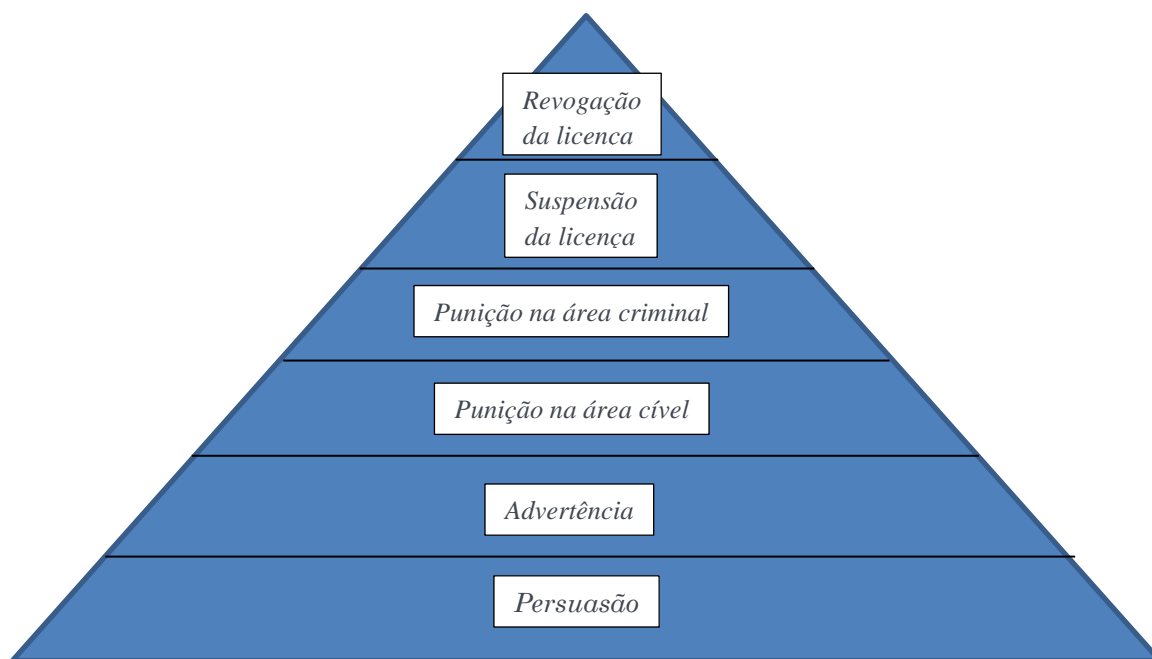 Revogação
da licenca
Suspensão
da licença
Punição na área criminal
Punição na área cível
Advertência
Persuasão